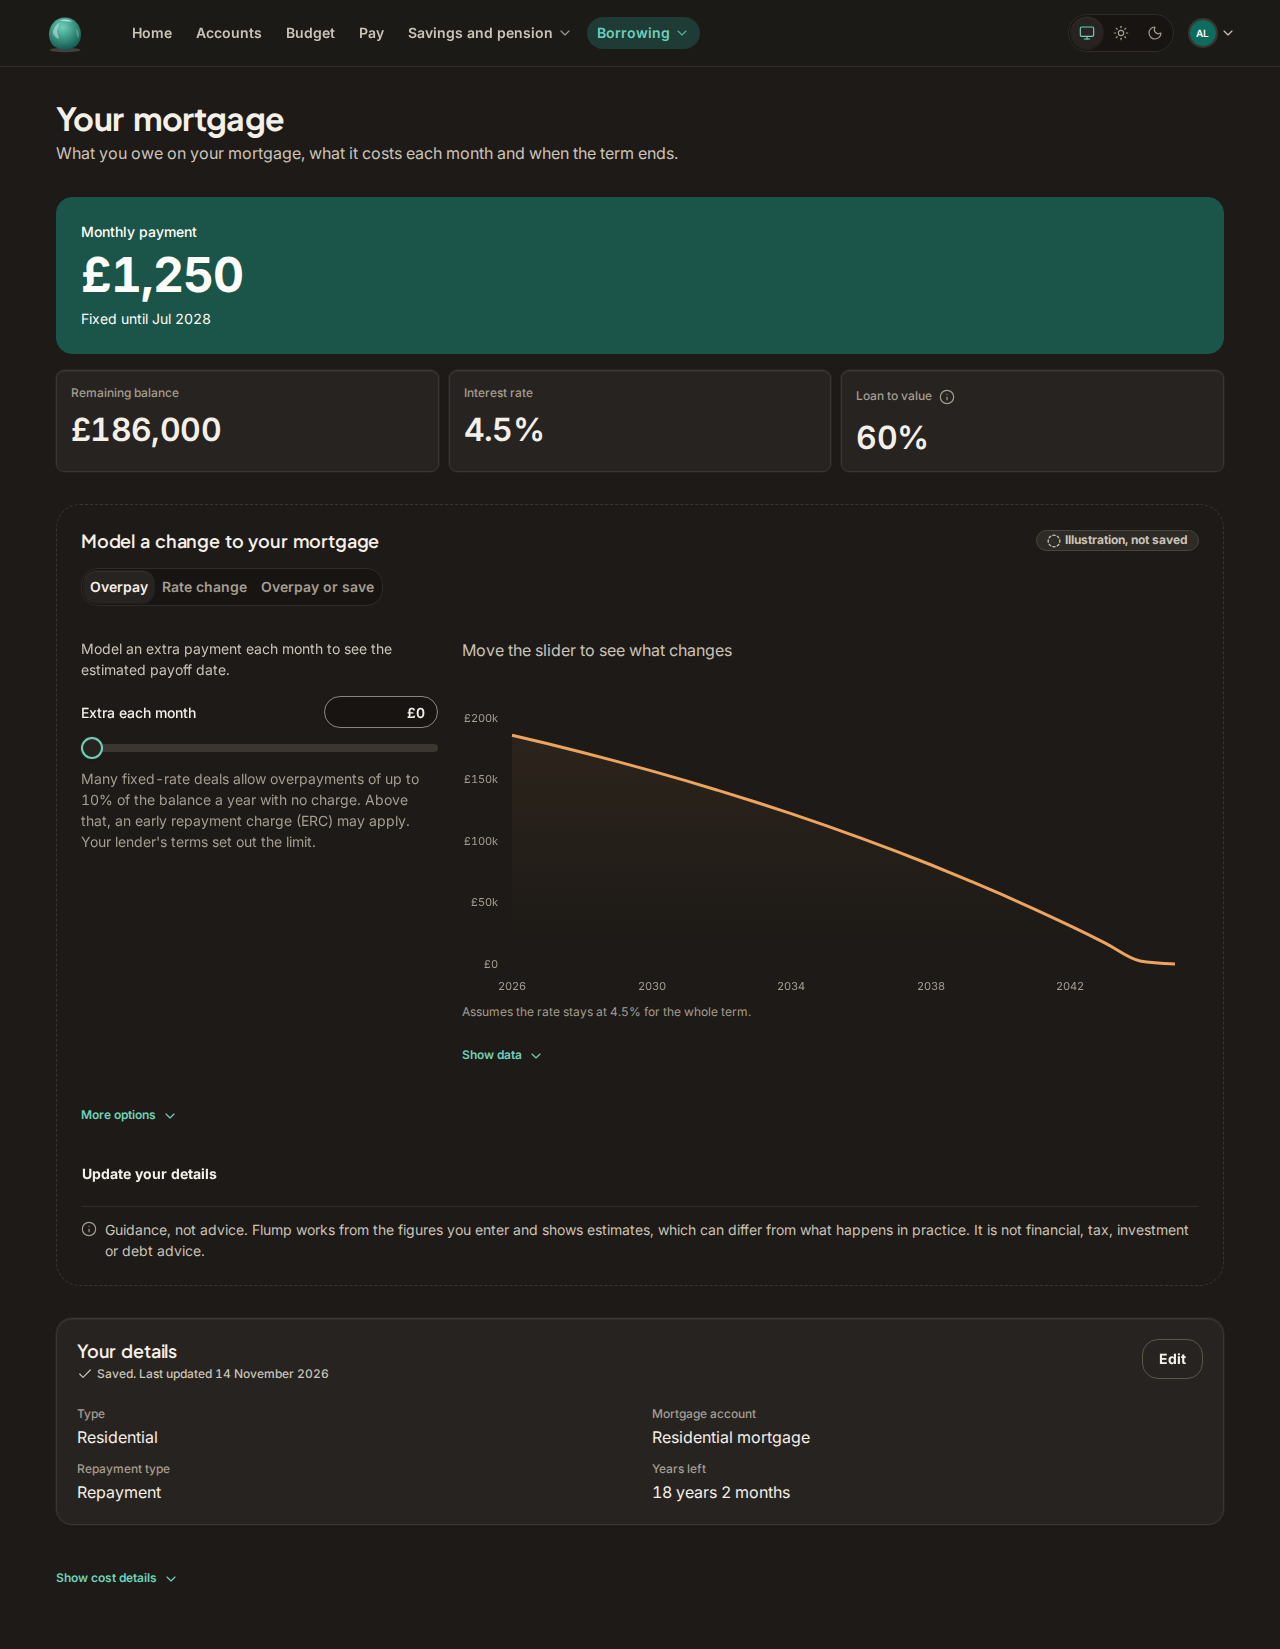 Home
Accounts
Budget
Pay
Savings and pension
Borrowing
AL
Your mortgage
What you owe on your mortgage, what it costs each month and when the term ends.
Monthly payment
£1,250
Fixed until Jul 2028
Remaining balance
£186,000
Interest rate
4.5%
Loan to value
60%
Model a change to your mortgage
Illustration, not saved
Overpay
Rate change
Overpay or save
Model an extra payment each month to see the
estimated payoff date.
Extra each month
£0
Many fixed-rate deals allow overpayments of up to
10% of the balance a year with no charge. Above
that, an early repayment charge (ERC) may apply.
Your lender's terms set out the limit.
Move the slider to see what changes
£200k
£150k
£100k
£50k
£0
2026
2030
2034
2038
2042
Assumes the rate stays at 4.5% for the whole term.
Show data
More options
Update your details
Guidance, not advice. Flump works from the figures you enter and shows estimates, which can differ from what happens in practice. It is not financial, tax, investment
or debt advice.
Your details
Saved. Last updated 14 November 2026
Edit
Type
Residential
Mortgage account
Residential mortgage
Repayment type
Repayment
Years left
18 years 2 months
Show cost details